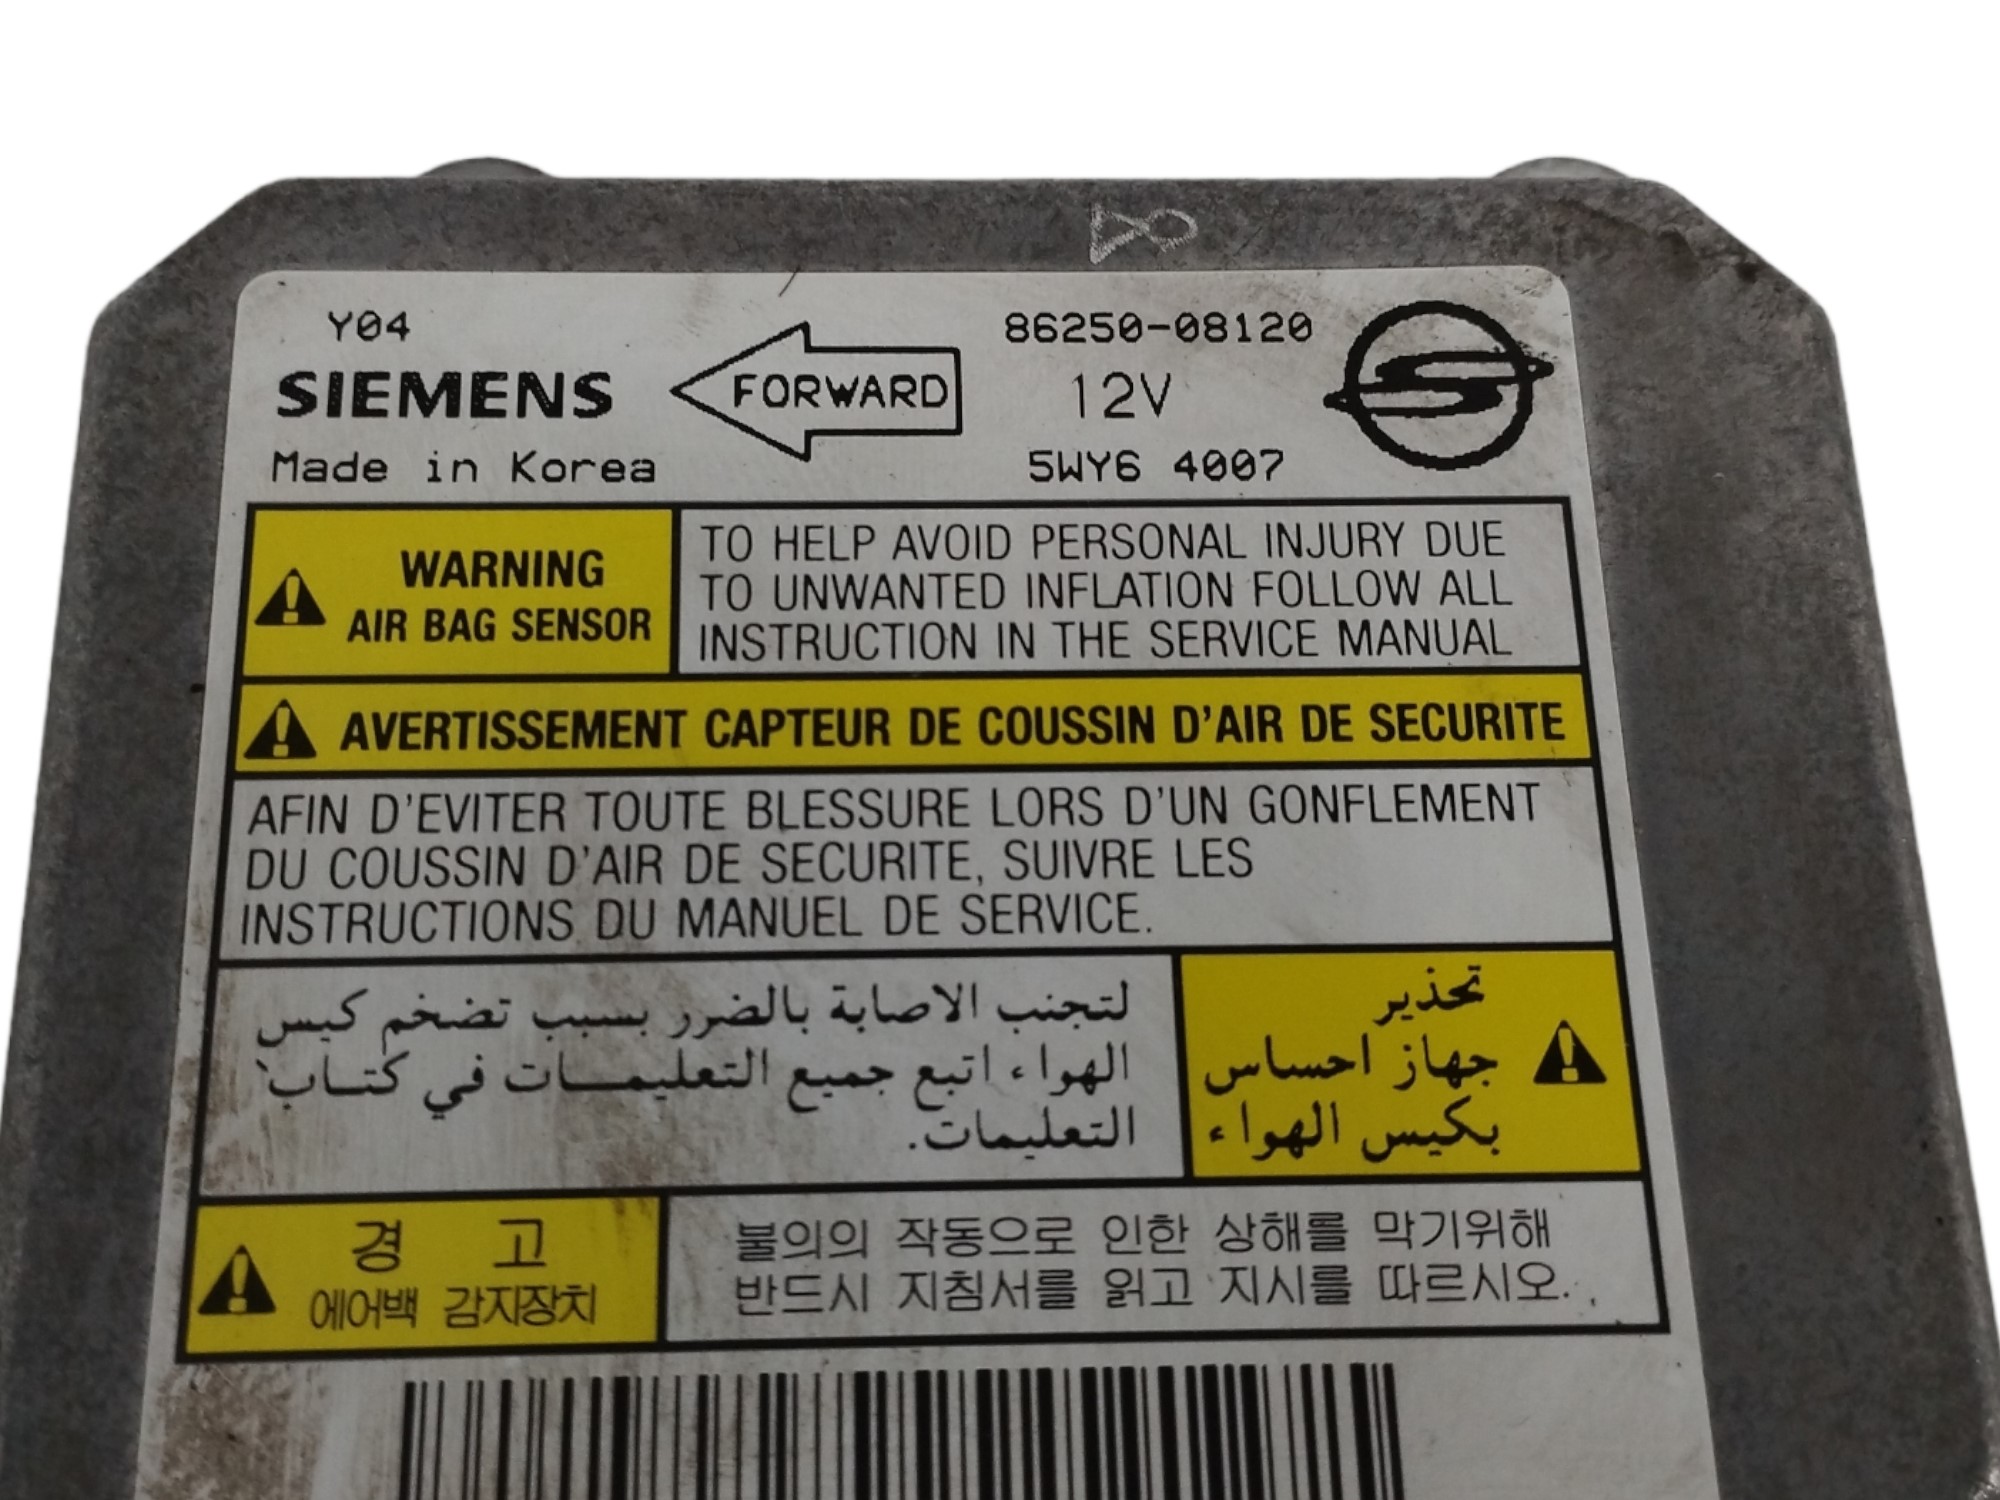 Y04
SIEMENS
Made in Korea
FORWARD
86250-08120
12V
5WY6 4007
WARNING
AIR BAG SENSOR
TO HELP AVOID PERSONAL INJURY DUE
TO UNWANTED INFLATION FOLLOW ALL
INSTRUCTION IN THE SERVICE MANUAL
AVERTISSEMENT CAPTEUR DE COUSSIN D'AIR DE SECURITE
AFIN D'EVITER TOUTE BLESSURE LORS D'UN GONFLEMENT
DU COUSSIN D'AIR DE SECURITE, SUIVRE LES
INSTRUCTIONS DU MANUEL DE SERVICE.
تحذير
جهاز احساس
بكيس الهواء
لتجنب الاصابة بالضرر بسبب تضخم كيس
الهواء اتبع جميع التعليمات في كتاب
التعليمات.
경 고
에어백 감지장치
불의의 작동으로 인한 상해를 막기위해
반드시 지침서를 읽고 지시를 따르시오.